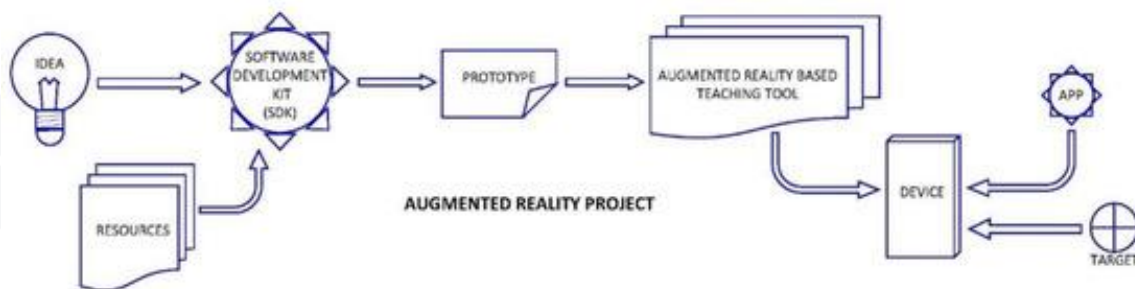 IDEA
SOFTWARE
DEVELOPMENT
KIT
(SDK)
PROTOTYPE
AUGMENTED REALITY BASED
TEACHING TOOL
APP
DEVICE
RESOURCES
AUGMENTED REALITY PROJECT
TARGET